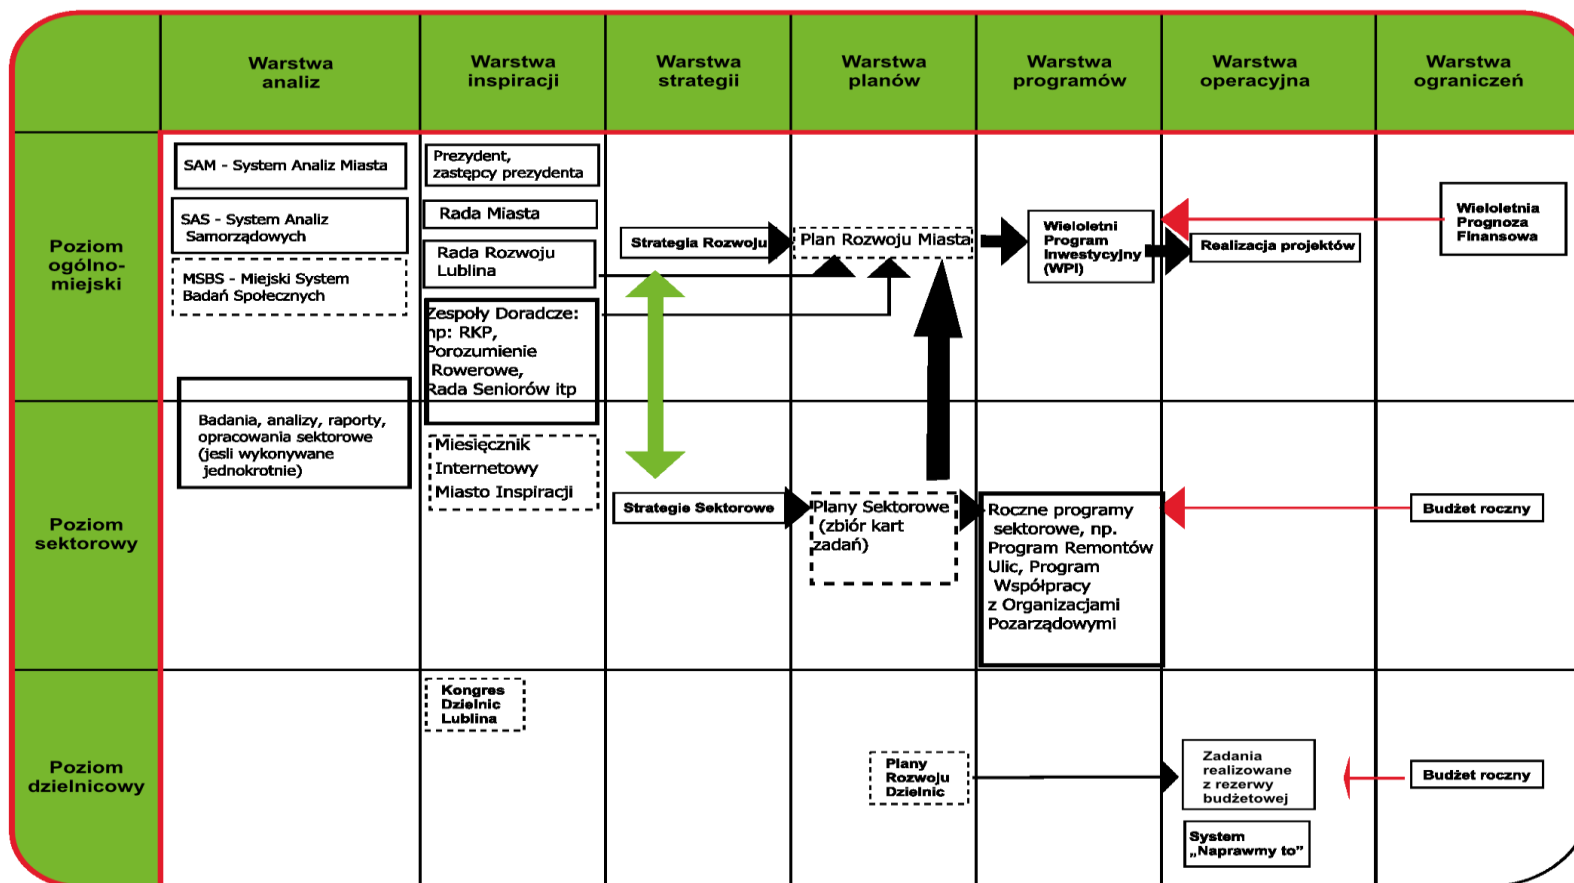 Warstwa
analiz
Warstwa
inspiracji
Warstwa
strategii
Warstwa
planów
Warstwa
programów
Warstwa
operacyjna
Warstwa
ograniczeń
Poziom
ogólno-
miejski
SAM - System Analiz Miasta
SAS - System Analiz
Samorządowych
MSBS - Miejski System
Badań Społecznych
Badania, analizy, raporty,
opracowania sektorowe
(jesli wykonywane
jednokrotnie)
Prezydent,
zastępcy prezydenta
Rada Miasta
Rada Rozwoju
Lublina
Zespoły Doradcze:
np: RKP,
Porozumienie
Rowerowe,
Rada Seniorów itp
Strategia Rozwoju
Plan Rozwoju Miasta
Wieloletni
Program
Inwestycyjny
(WPI)
Realizacja projektów
Wieloletnia
Prognoza
Finansowa
Poziom
sektorowy
Miesięcznik
Internetowy
Miasto Inspiracji
Strategie Sektorowe
Plany Sektorowe
(zbiór kart
zadań)
Roczne programy
sektorowe, np.
Program Remontów
Ulic, Program
Współpracy
z Organizacjami
Pozarządowymi
Budżet roczny
Poziom
dzielnicowy
Kongres
Dzielnic
Lublina
Plany
Rozwoju
Dzielnic
Zadania
realizowane
z rezerwy
budżetowej
System
„Naprawmy to”
Budżet roczny